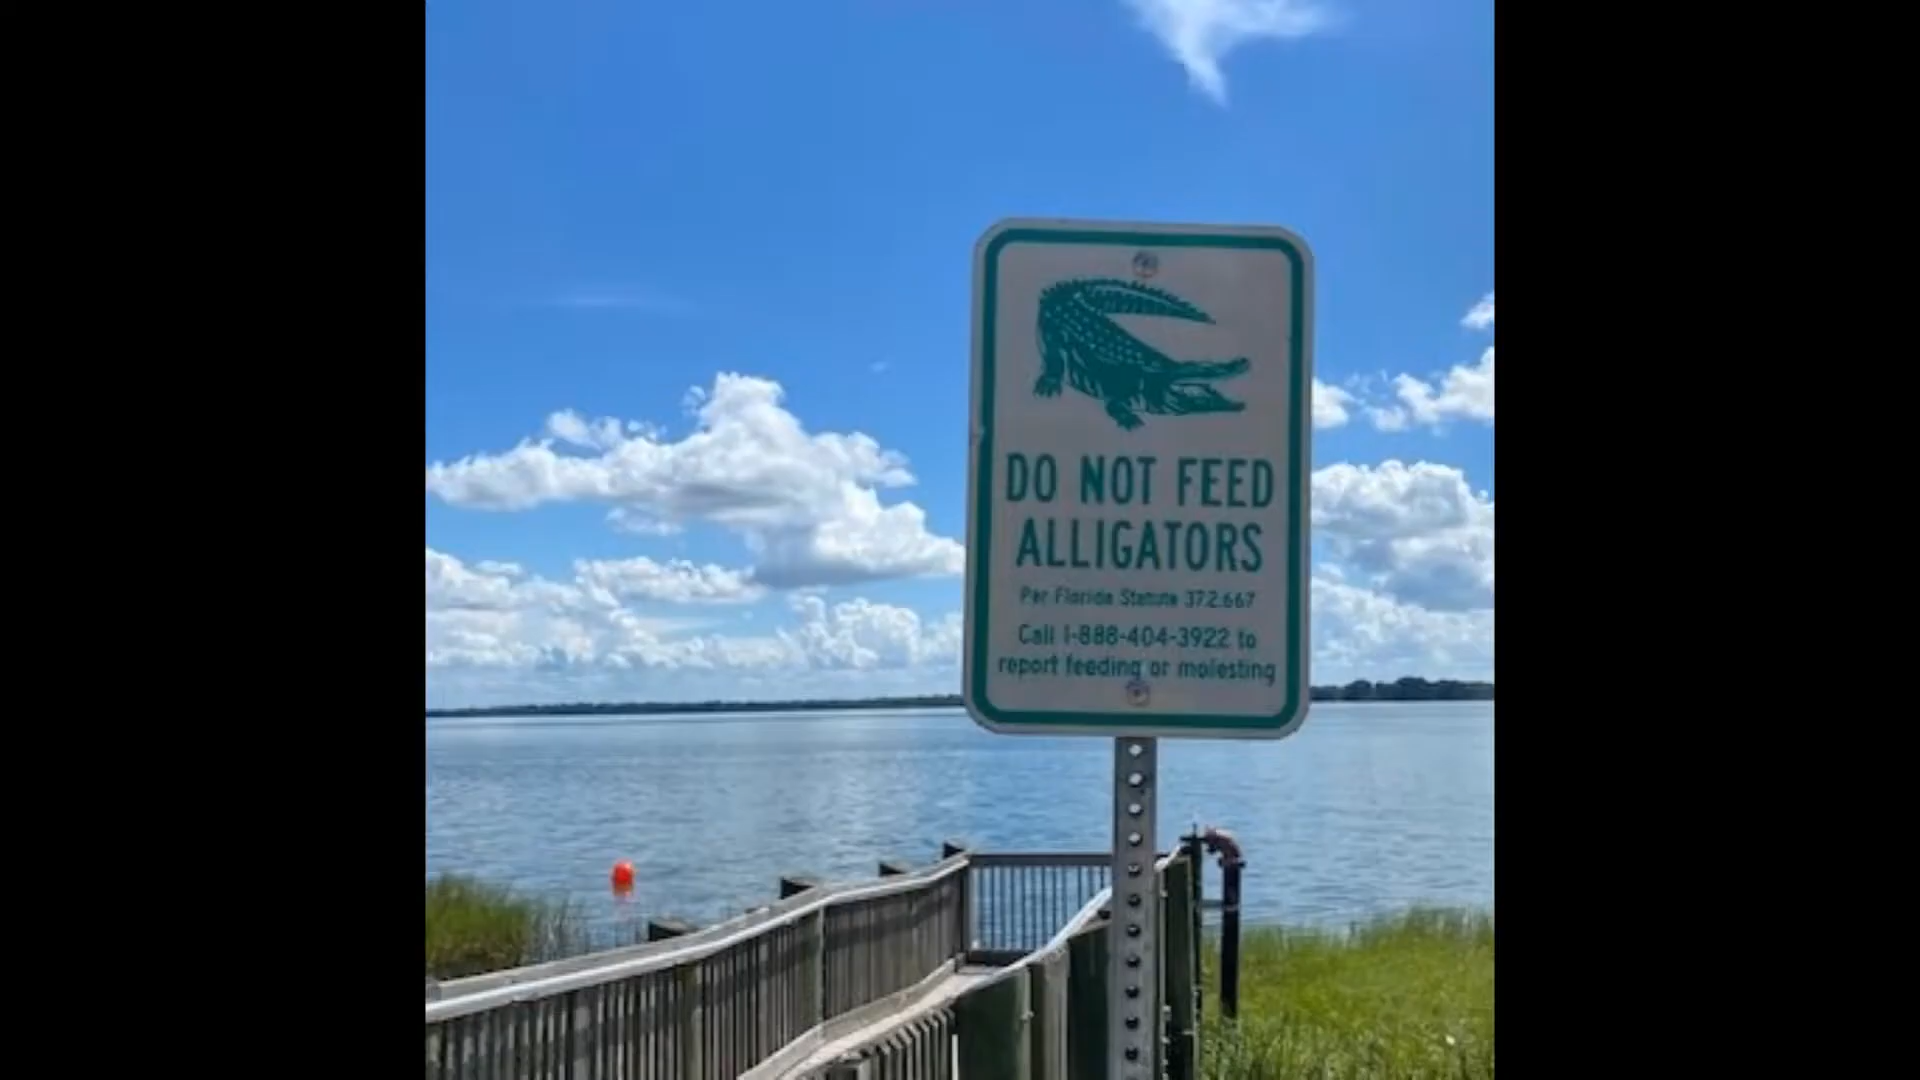 DO NOT FEED
ALLIGATORS
Per Florida Statute 372.667
Call 1-888-404-3922 to
report feeding or molesting